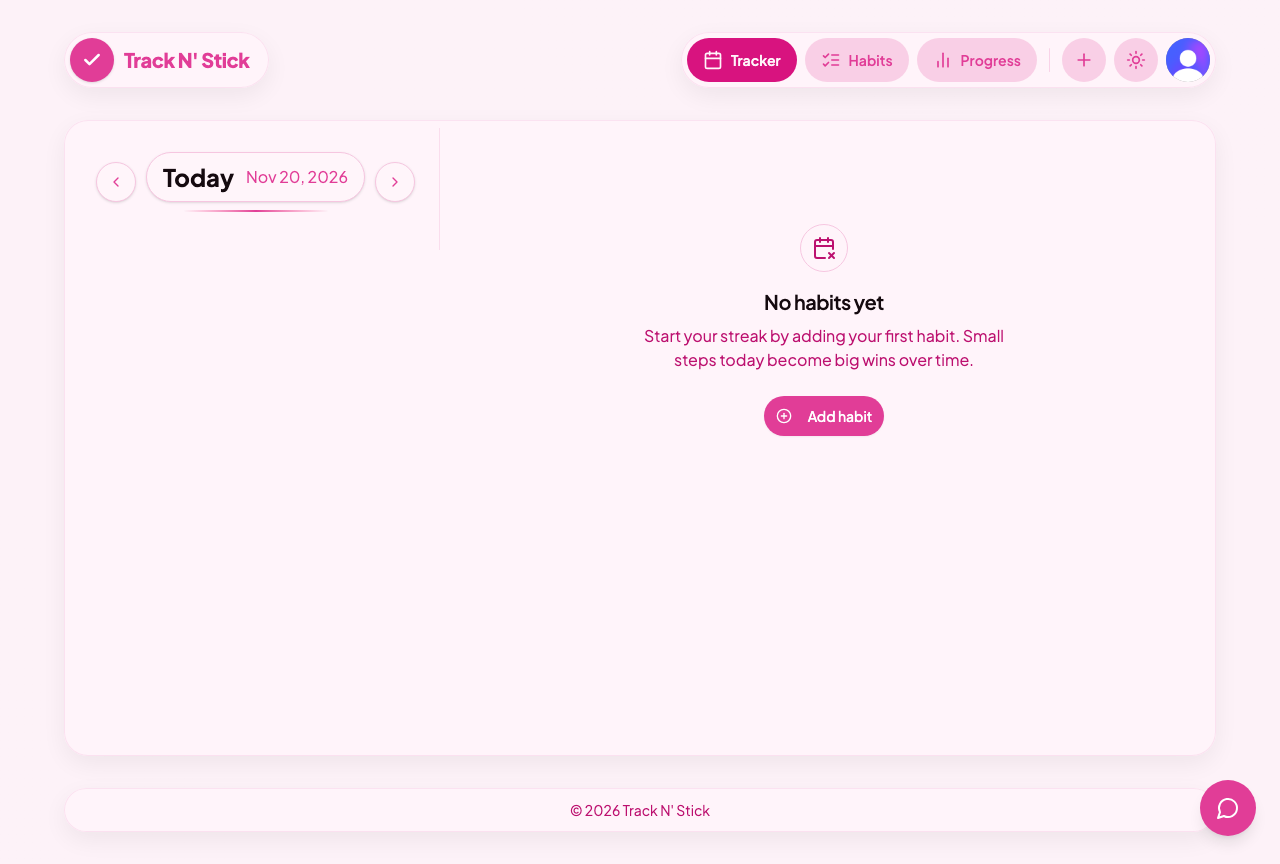 Track N' Stick
Tracker
Habits
Progress
Today Nov 20, 2026
No habits yet
Start your streak by adding your first habit. Small
steps today become big wins over time.
Add habit
© 2026 Track N' Stick